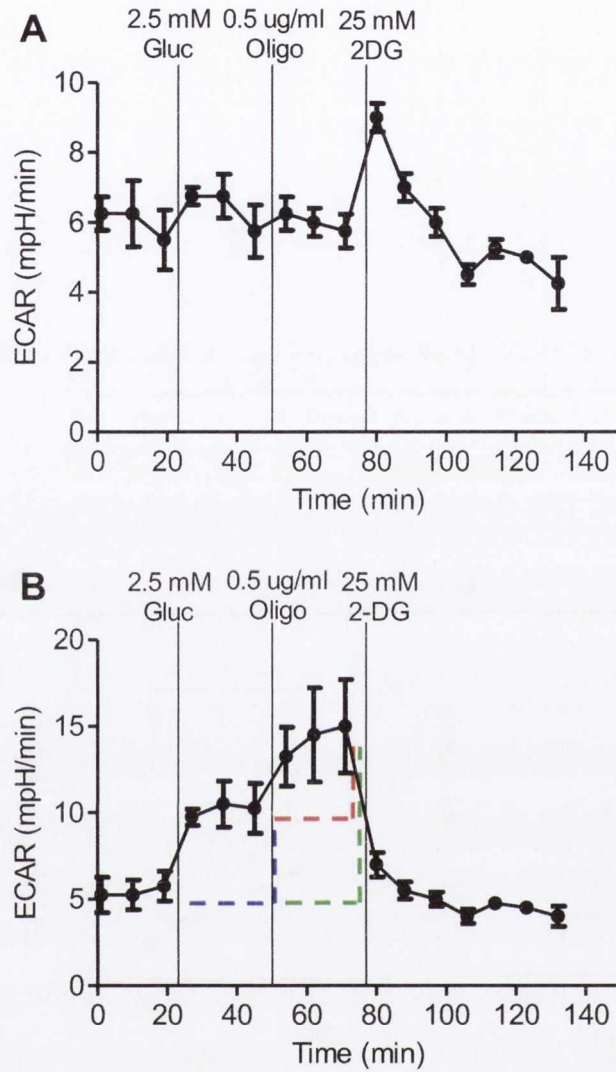 A
2.5 mM 0.5 ug/ml 25 mM
Gluc Oligo 2DG
10
8
6
4
2
0
ECAR (mpH/min)
0 20 40 60 80 100 120 140
Time (min)
B
2.5 mM 0.5 ug/ml 25 mM
Gluc Oligo 2-DG
20
15
10
5
0
ECAR (mpH/min)
0 20 40 60 80 100 120 140
Time (min)